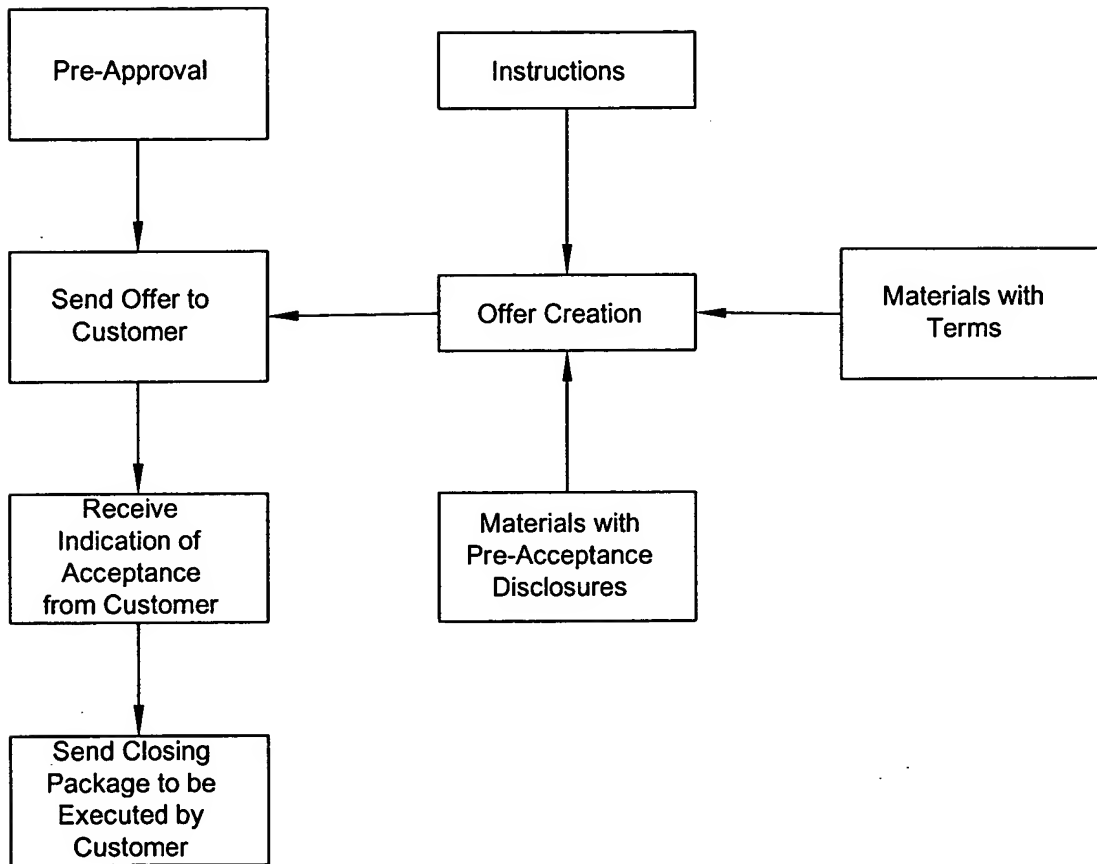 Pre-Approval
Instructions
Send Offer to
Customer
Offer Creation
Materials with
Terms
Receive
Indication of
Acceptance
from Customer
Materials with
Pre-Acceptance
Disclosures
Send Closing
Package to be
Executed by
Customer